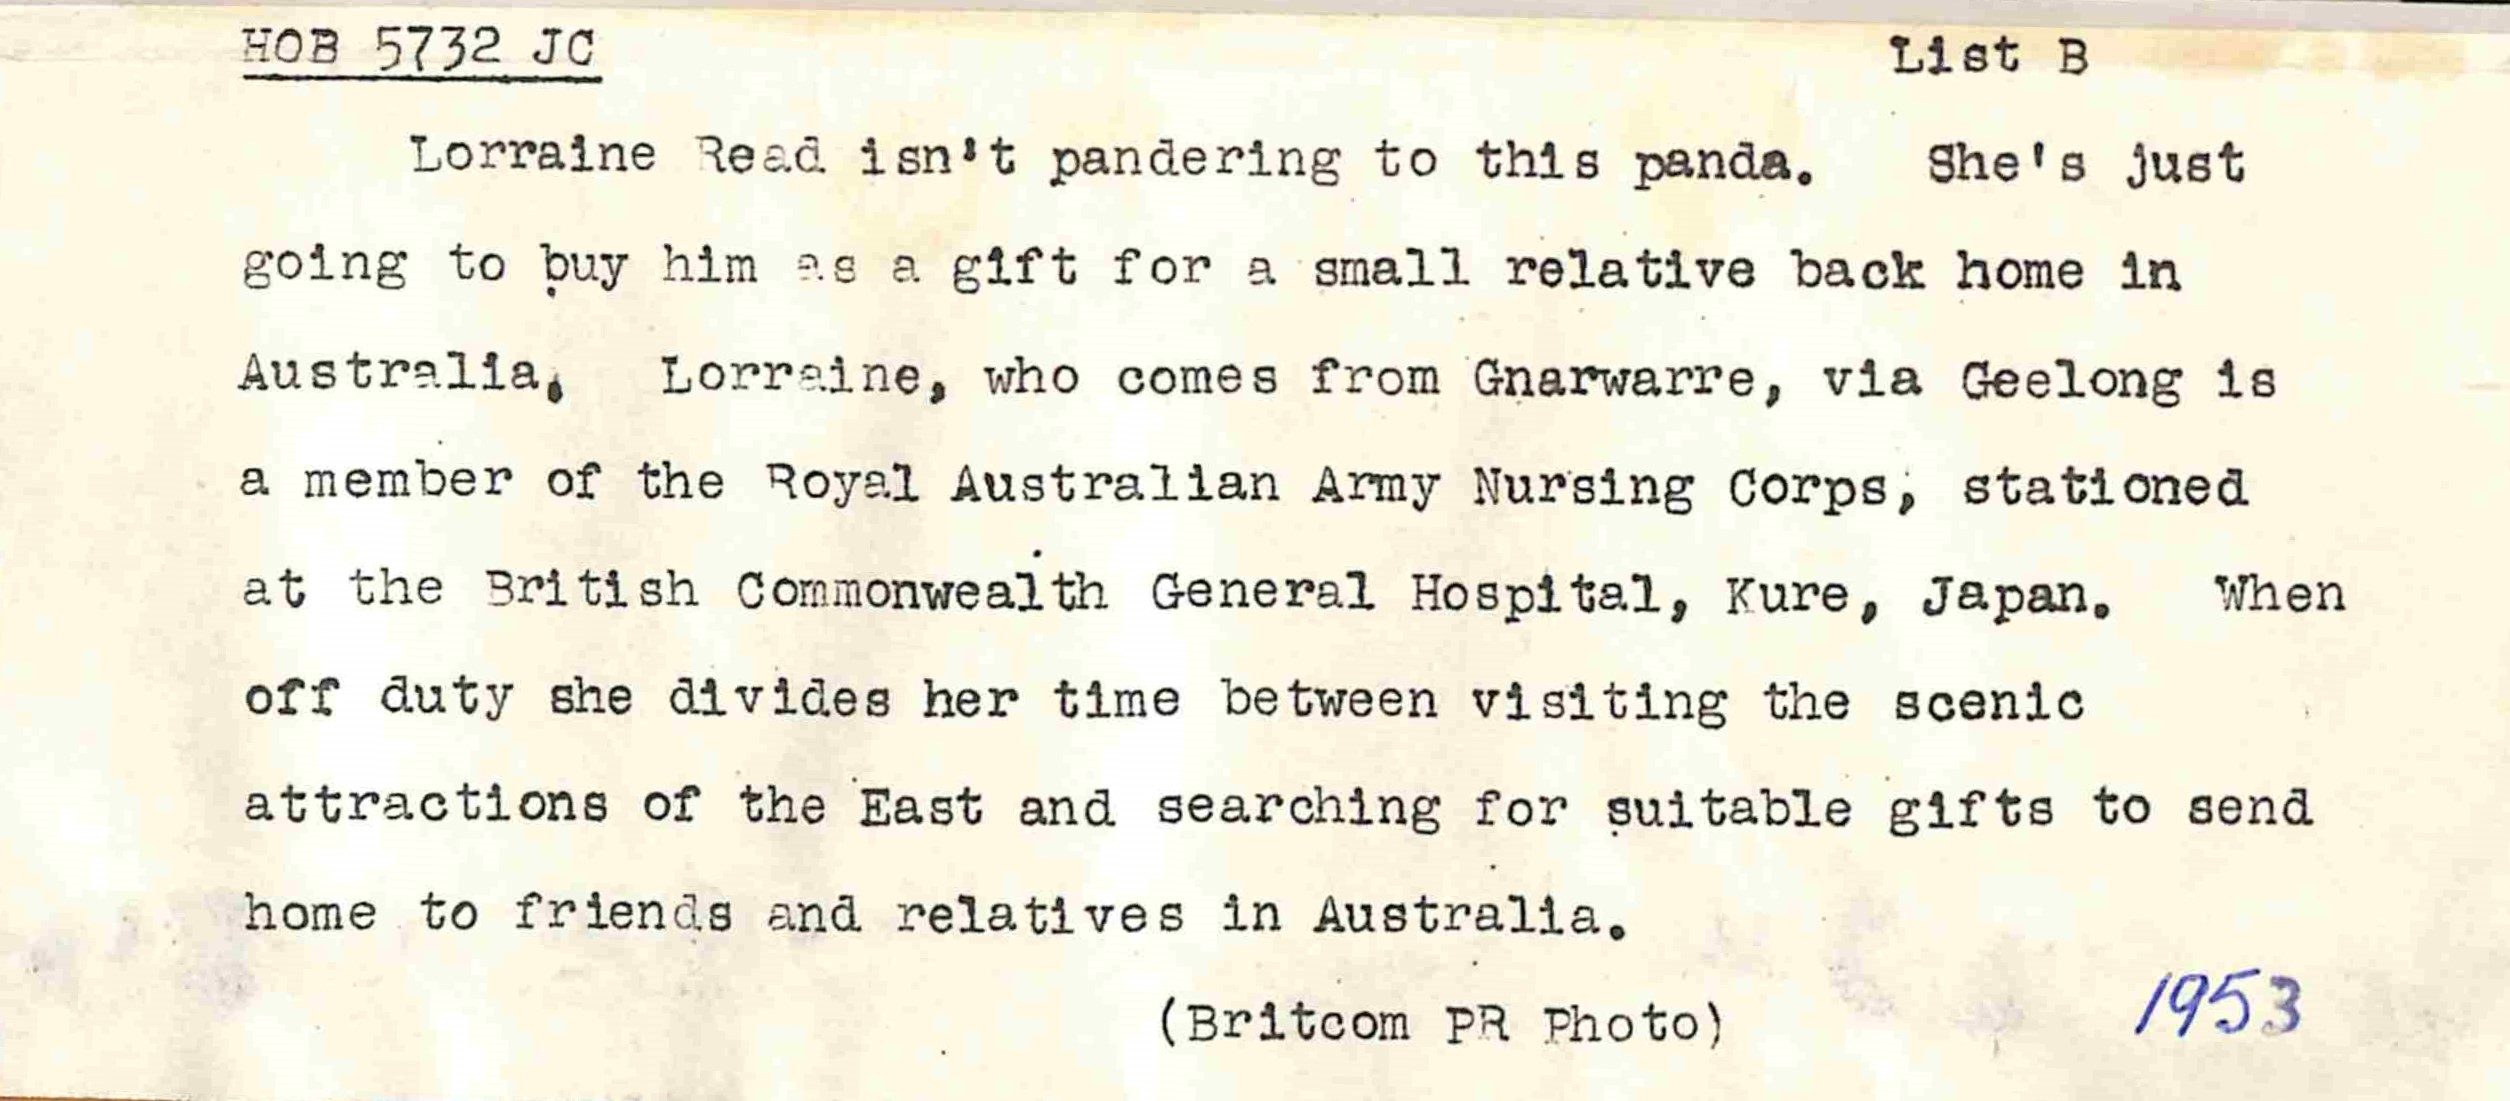 HOB 5732 JC List B
Lorraine Read isn't pandering to this panda. She's just
going to buy him as a gift for a small relative back home in
Australia. Lorraine, who comes from Gnarwarre, via Geelong is
a member of the Royal Australian Army Nursing Corps, stationed
at the British Commonwealth General Hospital, Kure, Japan. When
off duty she divides her time between visiting the scenic
attractions of the East and searching for suitable gifts to send
home to friends and relatives in Australia.
(Britcom PR Photo)
1953